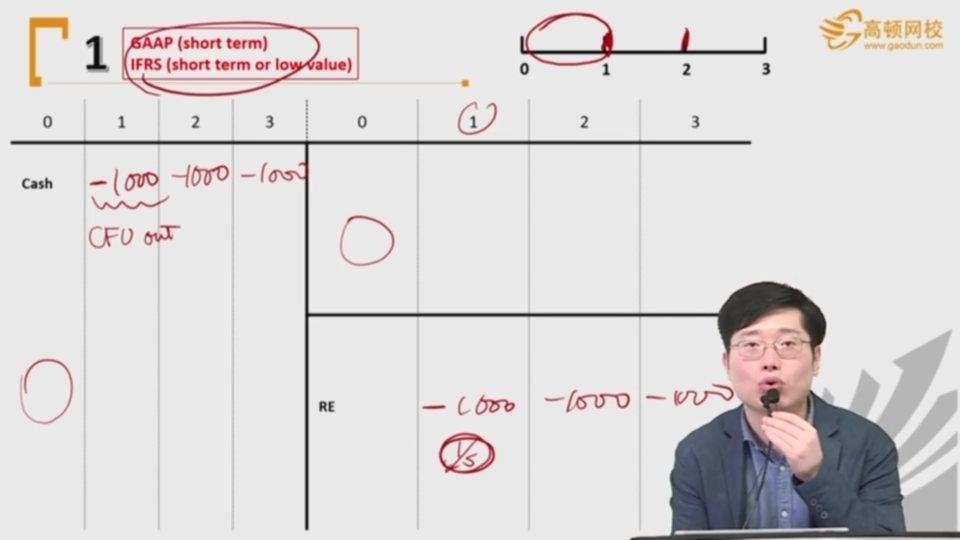 1
GAAP (short term)
IFRS (short term or low value)
0 1 2 3
高顿网校
www.gaodun.com
0 1 2 3 0 1 2 3
Cash -1000 -1000 -1000
CFO out
RE -1000 -1000 -1000
I/S